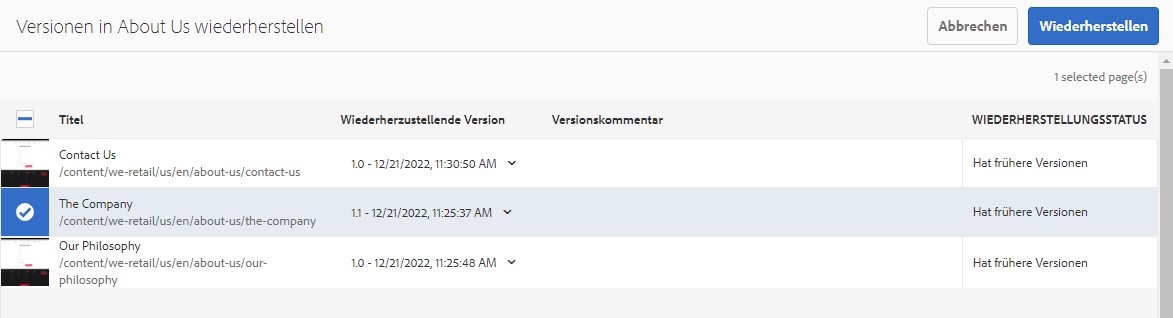 Versionen in About Us wiederherstellen
Abbrechen
Wiederherstellen
1 selected page(s)
Titel
Wiederherzustellende Version
Versionskommentar
WIEDERHERSTELLUNGSSTATUS
Contact Us
/content/we-retail/us/en/about-us/contact-us
1.0 - 12/21/2022, 11:30:50 AM
Hat frühere Versionen
The Company
/content/we-retail/us/en/about-us/the-company
1.1 - 12/21/2022, 11:25:37 AM
Hat frühere Versionen
Our Philosophy
/content/we-retail/us/en/about-us/our-
philosophy
1.0 - 12/21/2022, 11:25:48 AM
Hat frühere Versionen